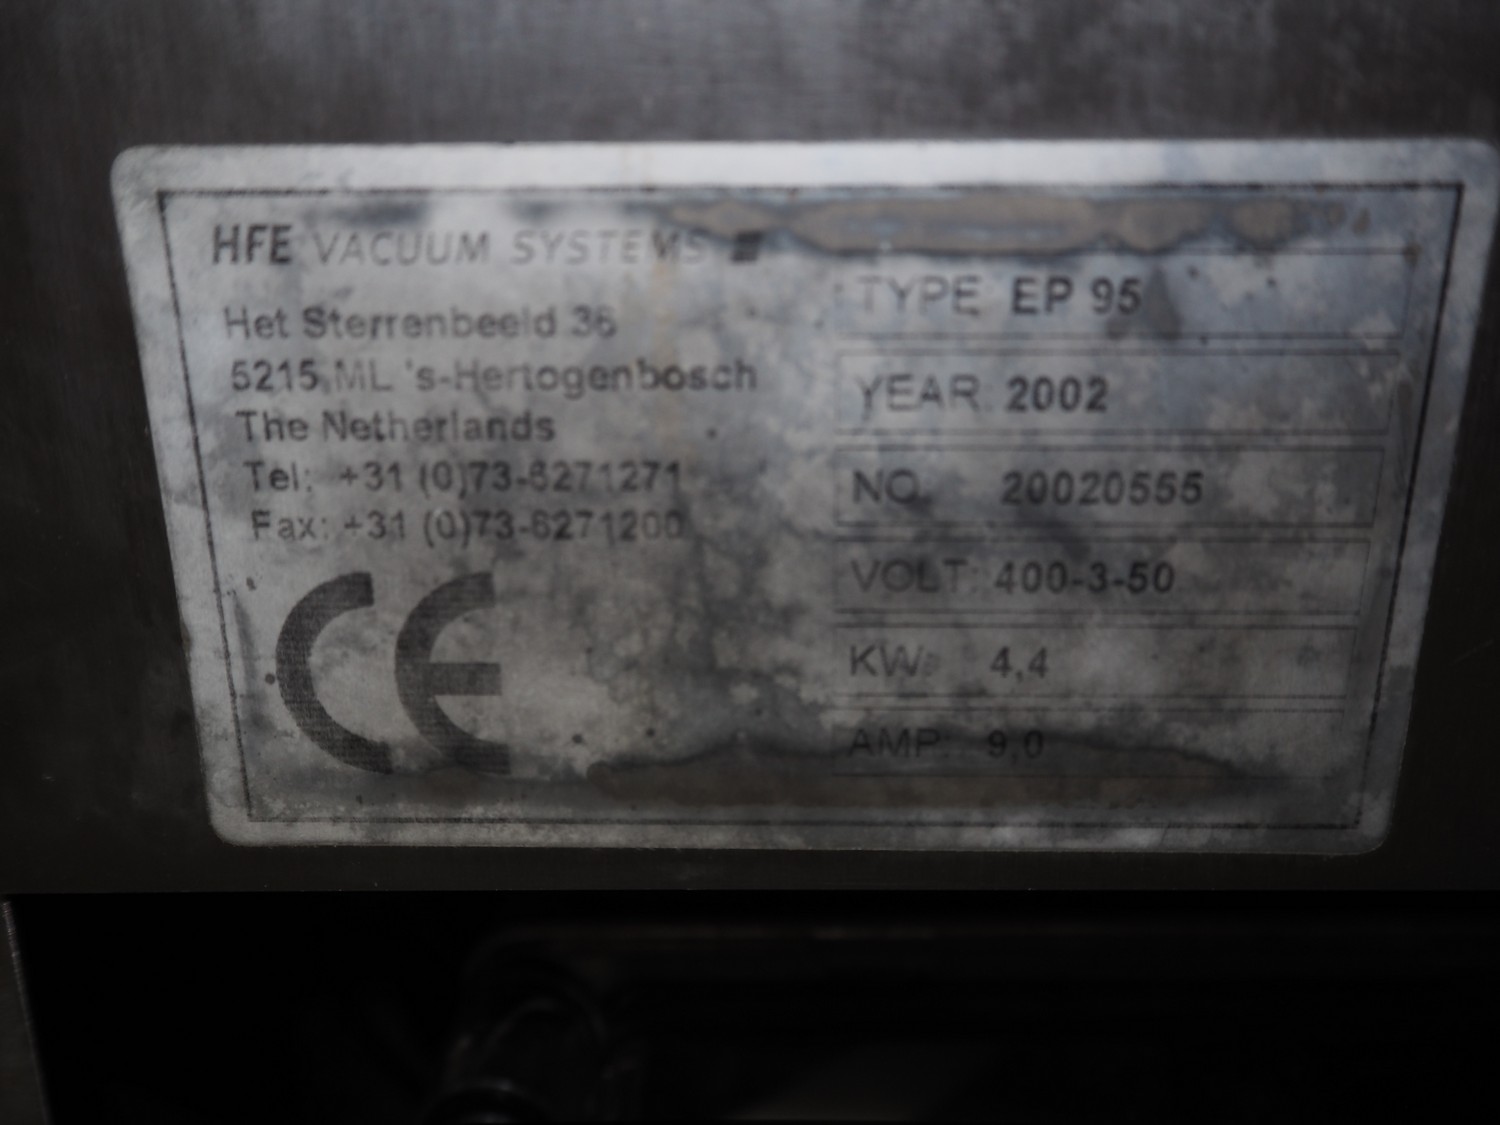 HFE VACUUM SYSTEMS
Het Sterrenbeeld 36
5215 ML 's-Hertogenbosch
The Netherlands
Tel: +31 (0)73-6271271
Fax: +31 (0)73-6271200
CE
TYPE EP 95
YEAR 2002
NO. 20020555
VOLT: 400-3-50
KW: 4,4
AMP: 9,0